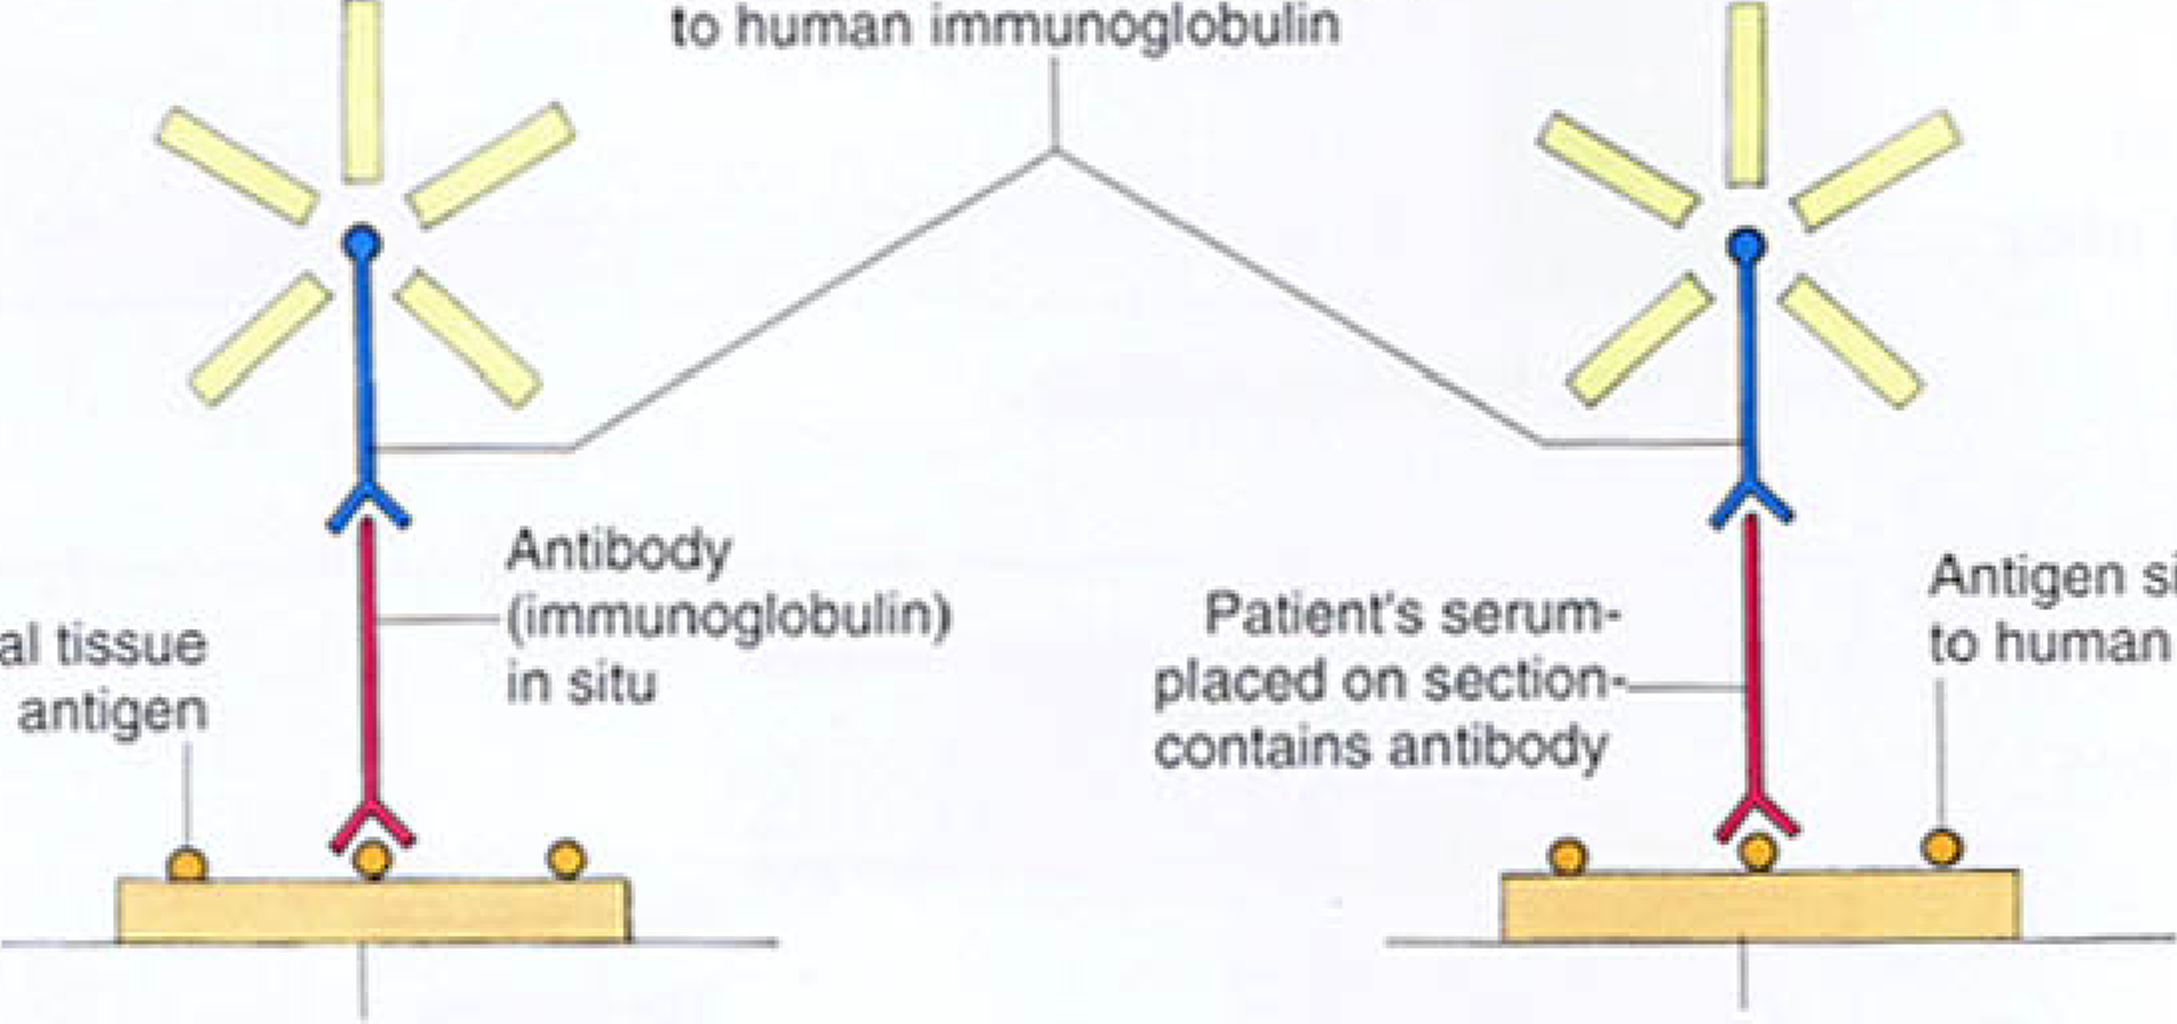 to human immunoglobulin
Antibody
(immunoglobulin)
in situ
al tissue
antigen
Patient's serum-
placed on section-
contains antibody
Antigen si
to human